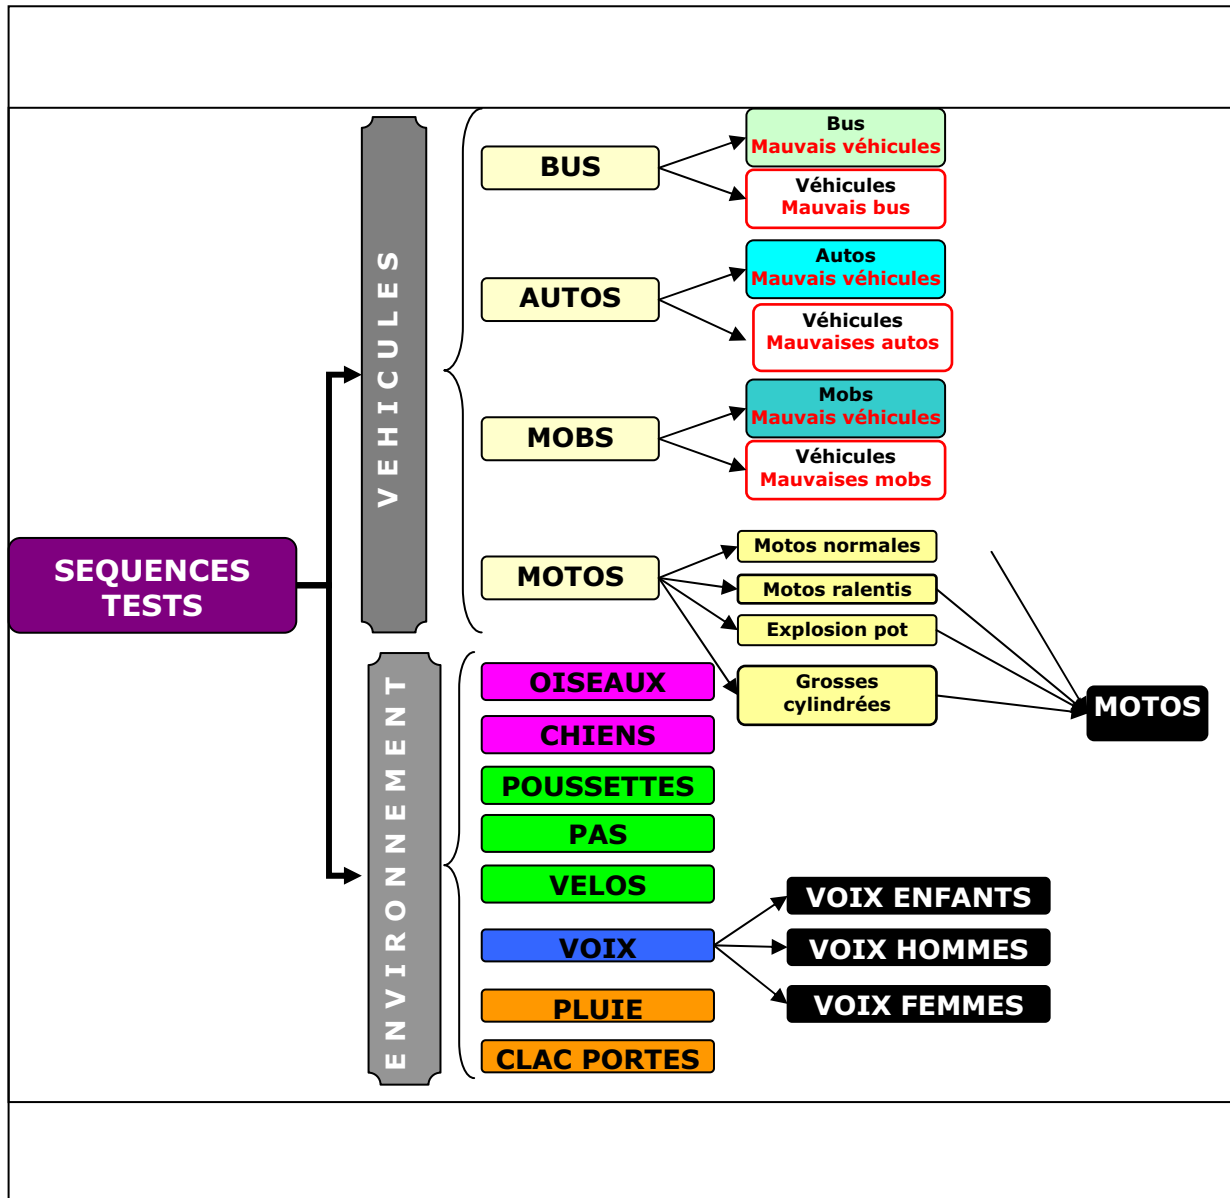 SEQUENCES
TESTS
VEHICULES
BUS
Bus
Mauvais véhicules
Véhicules
Mauvais bus
AUTOS
Autos
Mauvais véhicules
Véhicules
Mauvaises autos
MOBS
Mobs
Mauvais véhicules
Véhicules
Mauvaises mobs
MOTOS
Motos normales
Motos ralentis
Explosion pot
Grosses
cylindrées
MOTOS
ENVIRONNEMENT
OISEAUX
CHIENS
POUSSETTES
PAS
VELOS
VOIX
VOIX ENFANTS
VOIX HOMMES
VOIX FEMMES
PLUIE
CLAC PORTES